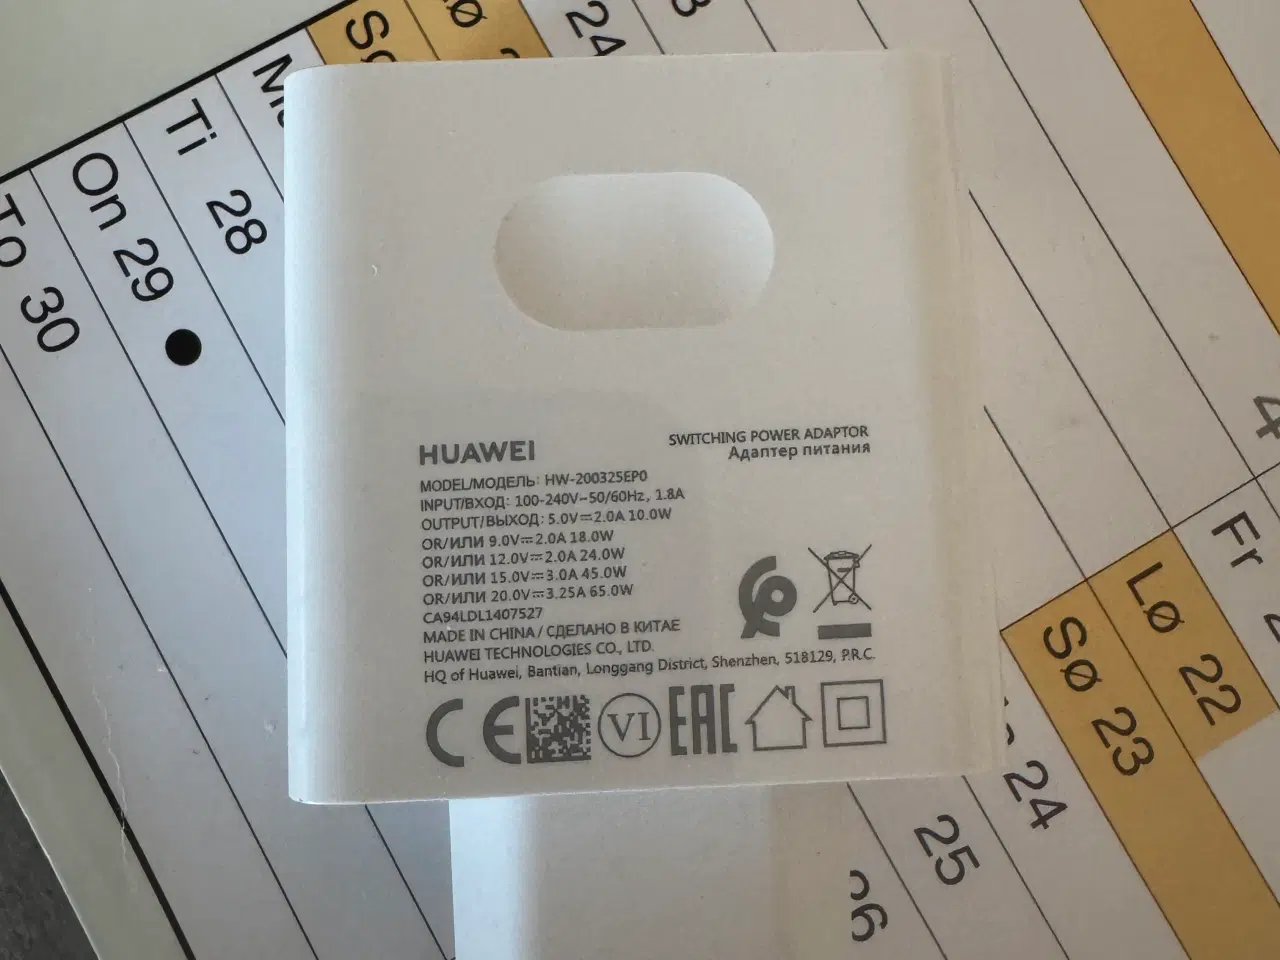 HUAWEI
SWITCHING POWER ADAPTOR
Адаптер питания
MODEL/МОДЕЛЬ: HW-200325EP0
INPUT/ВХОД: 100-240V~50/60Hz, 1.8A
OUTPUT/ВЫХОД: 5.0V⎓2.0A 10.0W
OR/ИЛИ 9.0V⎓2.0A 18.0W
OR/ИЛИ 12.0V⎓2.0A 24.0W
OR/ИЛИ 15.0V⎓3.0A 45.0W
OR/ИЛИ 20.0V⎓3.25A 65.0W
CA94LDL1407527
MADE IN CHINA / СДЕЛАНО В КИТАЕ
HUAWEI TECHNOLOGIES CO., LTD.
HQ of Huawei, Bantian, Longgang District, Shenzhen, 518129, P.R.C.
CE VI EAC
Ti 28
On 29
To 30
24
Fr
Lø 22
Sø 23
24
25